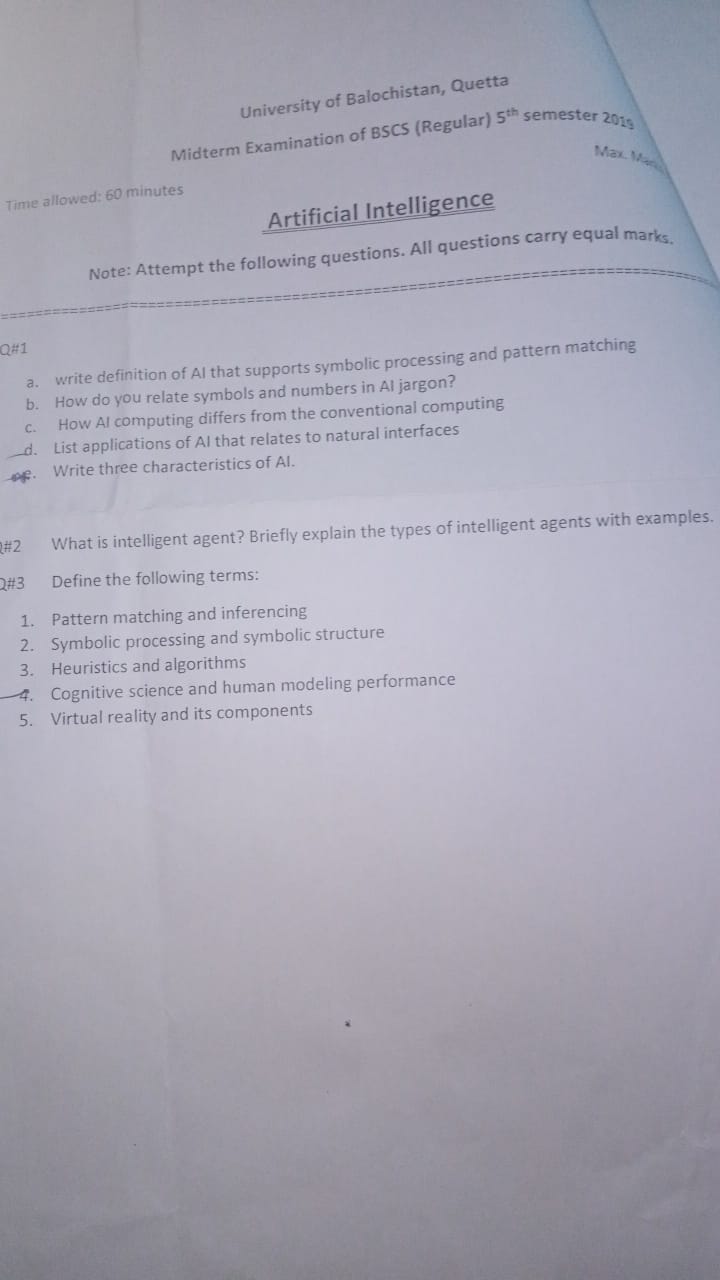 University of Balochistan, Quetta
Midterm Examination of BSCS (Regular) 5th semester 2019
Time allowed: 60 minutes
Max.
Artificial Intelligence
Note: Attempt the following questions. All questions carry equal marks.
Q#1
a. write definition of AI that supports symbolic processing and pattern matching
b. How do you relate symbols and numbers in AI jargon?
c. How AI computing differs from the conventional computing
d. List applications of AI that relates to natural interfaces
e. Write three characteristics of AI.
Q#2 What is intelligent agent? Briefly explain the types of intelligent agents with examples.
Q#3 Define the following terms:
1. Pattern matching and inferencing
2. Symbolic processing and symbolic structure
3. Heuristics and algorithms
4. Cognitive science and human modeling performance
5. Virtual reality and its components